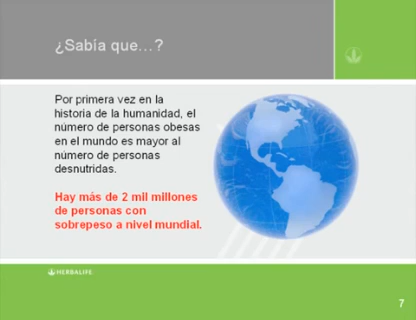 ¿Sabía que...?
Por primera vez en la
historia de la humanidad, el
número de personas obesas
en el mundo es mayor al
número de personas
desnutridas.
Hay más de 2 mil millones
de personas con
sobrepeso a nivel mundial.
HERBALIFE
7